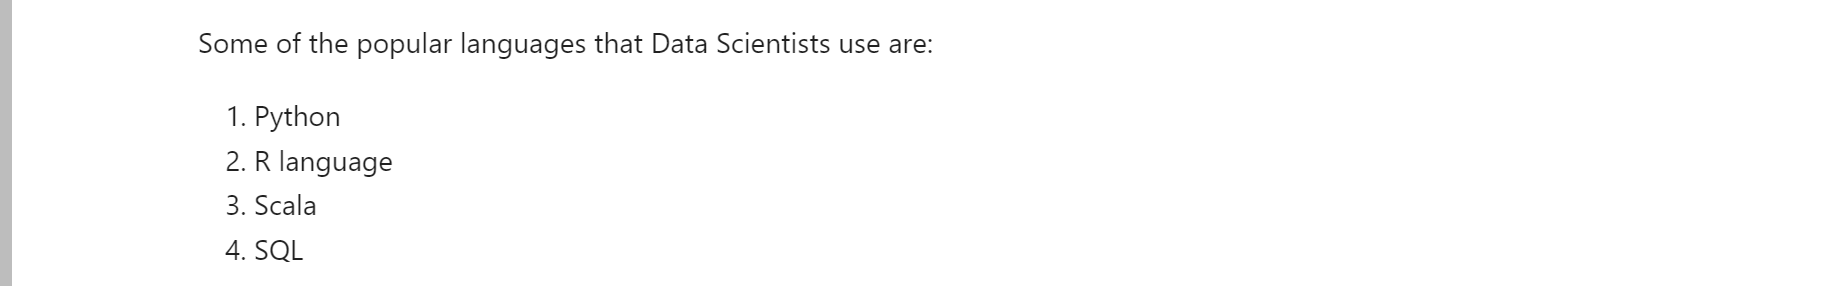 Some of the popular languages that Data Scientists use are:
1. Python
2. R language
3. Scala
4. SQL